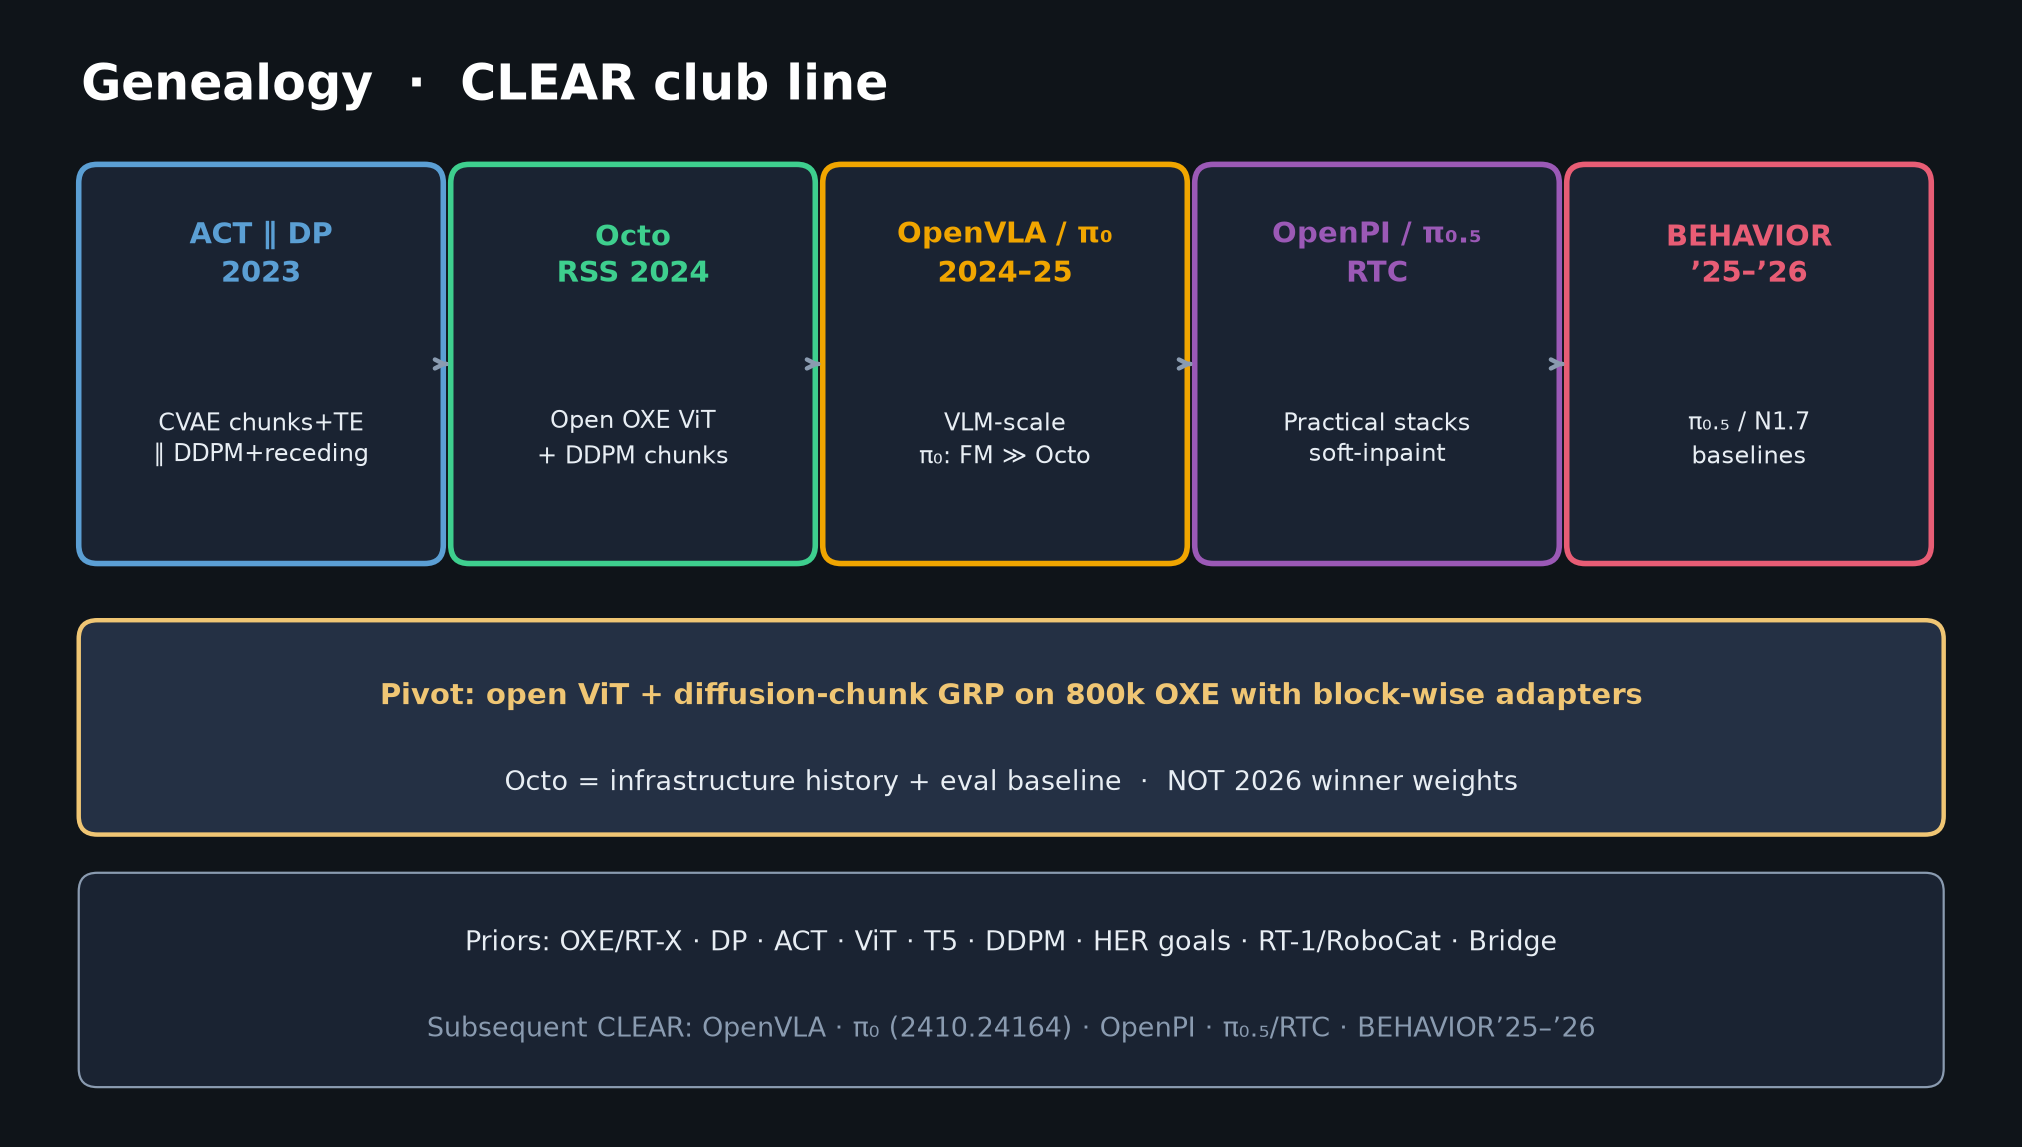 Genealogy · CLEAR club line
ACT ∥ DP
2023
CVAE chunks+TE
∥ DDPM+receding
Octo
RSS 2024
Open OXE ViT
+ DDPM chunks
OpenVLA / π₀
2024–25
VLM-scale
π₀: FM ≫ Octo
OpenPI / π₀.₅
RTC
Practical stacks
soft-inpaint
BEHAVIOR
’25–’26
π₀.₅ / N1.7
baselines
Pivot: open ViT + diffusion-chunk GRP on 800k OXE with block-wise adapters
Octo = infrastructure history + eval baseline · NOT 2026 winner weights
Priors: OXE/RT-X · DP · ACT · ViT · T5 · DDPM · HER goals · RT-1/RoboCat · Bridge
Subsequent CLEAR: OpenVLA · π₀ (2410.24164) · OpenPI · π₀.₅/RTC · BEHAVIOR’25–’26